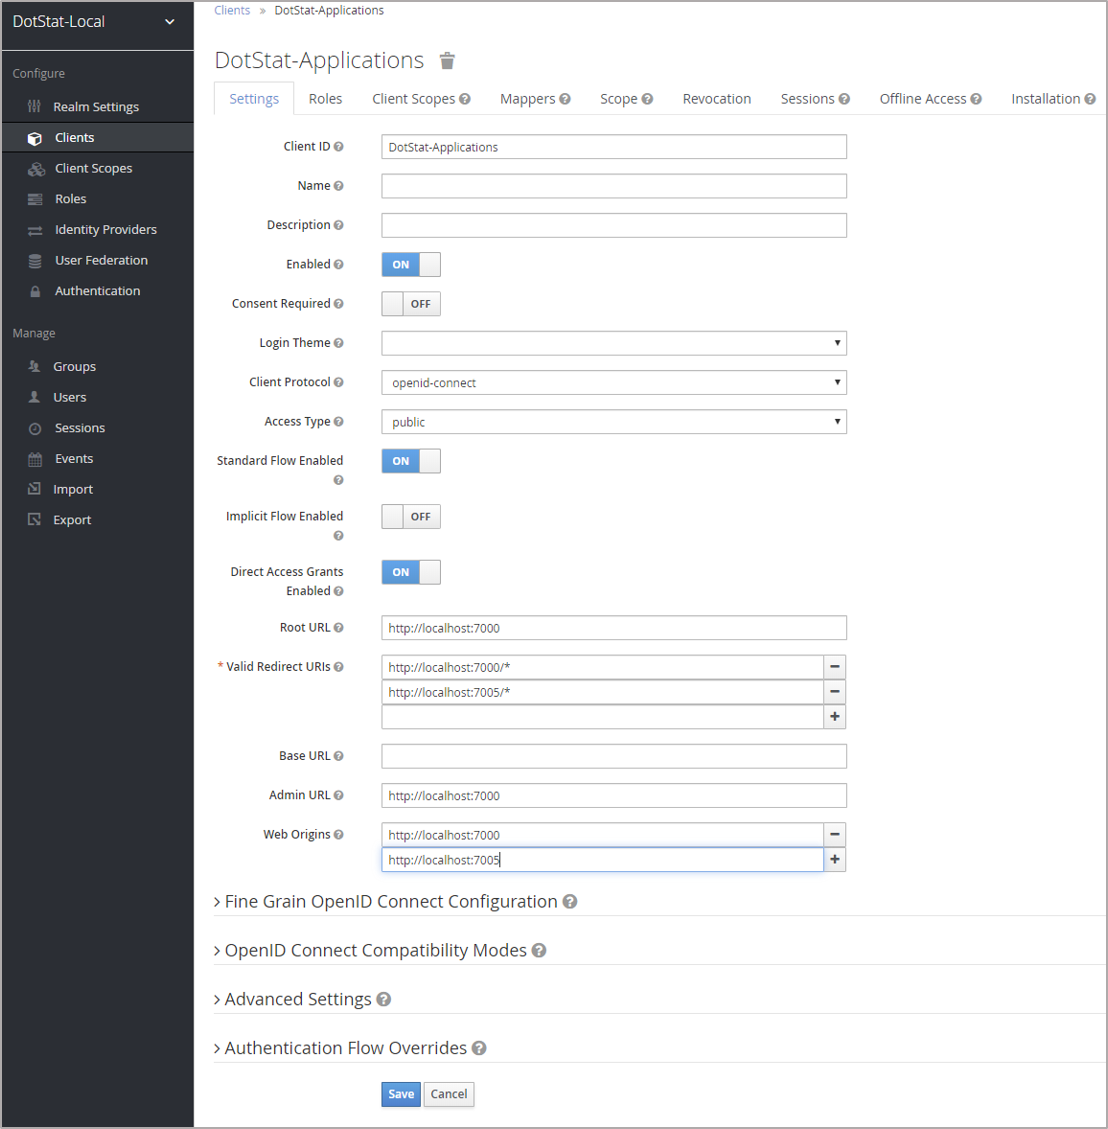 DotStat-Local
Configure
Realm Settings
Clients
Client Scopes
Roles
Identity Providers
User Federation
Authentication
Manage
Groups
Users
Sessions
Events
Import
Export
Clients » DotStat-Applications
DotStat-Applications
Settings Roles Client Scopes Mappers Scope Revocation Sessions Offline Access Installation
Client ID DotStat-Applications
Name
Description
Enabled ON
Consent Required OFF
Login Theme
Client Protocol openid-connect
Access Type public
Standard Flow Enabled ON
Implicit Flow Enabled OFF
Direct Access Grants ON
Enabled
Root URL http://localhost:7000
* Valid Redirect URIs http://localhost:7000/*
http://localhost:7005/*
Base URL
Admin URL http://localhost:7000
Web Origins http://localhost:7000
http://localhost:7005
Fine Grain OpenID Connect Configuration
OpenID Connect Compatibility Modes
Advanced Settings
Authentication Flow Overrides
Save Cancel